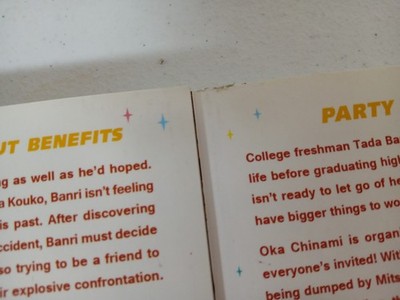 UT BENEFITS
g as well as he'd hoped.
a Kouko, Banri isn't feeling
is past. After discovering
ccident, Banri must decide
so trying to be a friend to
ir explosive confrontation.
PARTY
College freshman Tada Ba
life before graduating hig
isn't ready to let go of he
have bigger things to wo
Oka Chinami is organi
everyone's invited! Wit
being dumped by Mits